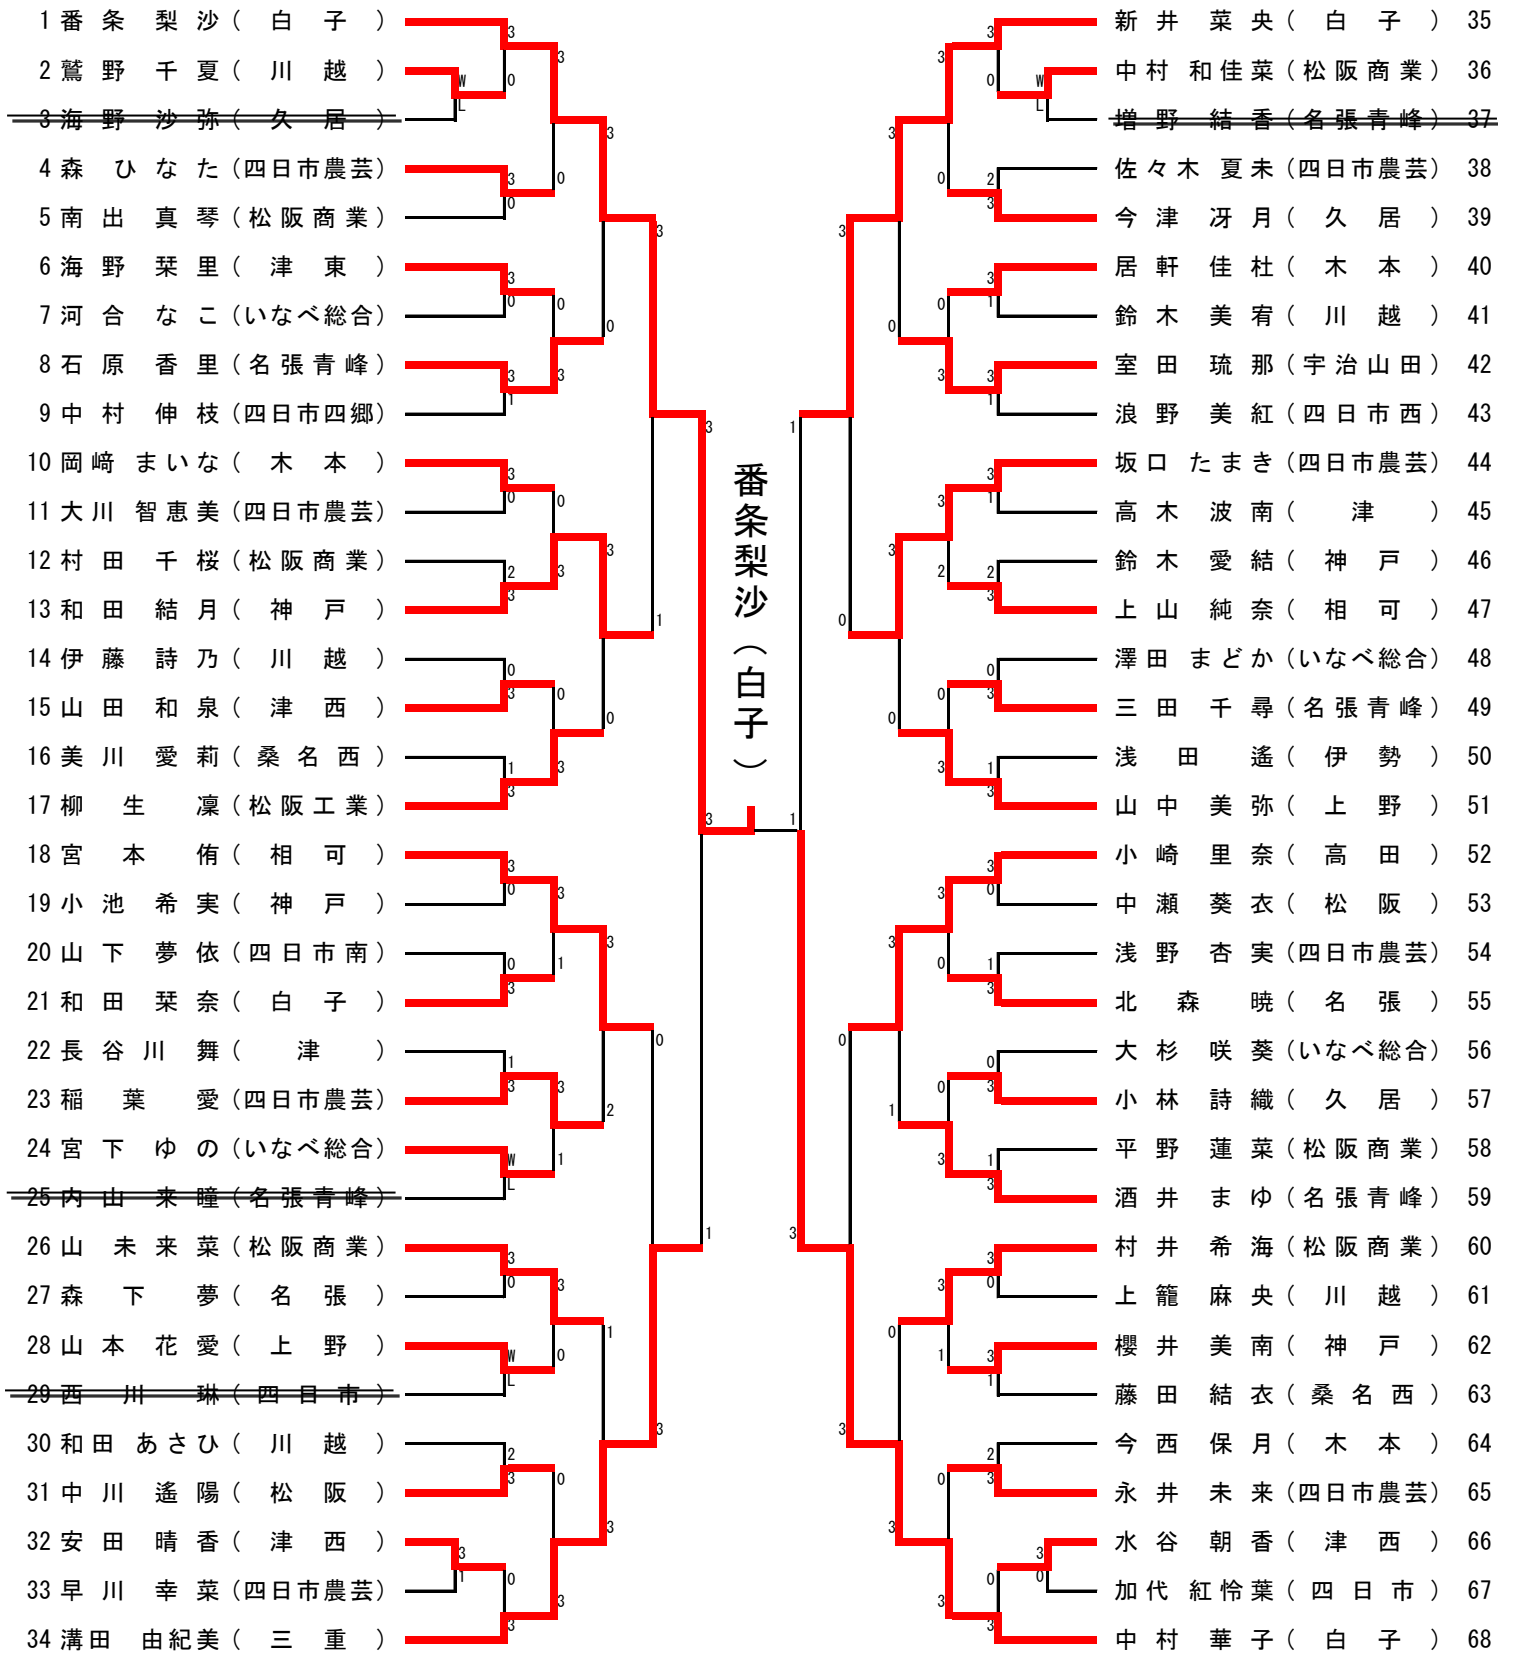 1 番条 梨沙 ( 白子 )
2 鷲野 千夏 ( 川越 )
3 海野 沙弥 ( 久居 )
4 森 ひなた (四日市農芸)
5 南出 真琴 (松阪商業)
6 海野 栞里 ( 津東 )
7 河合 なこ (いなべ総合)
8 石原 香里 (名張青峰)
9 中村 伸枝 (四日市四郷)
10 岡﨑 まいな ( 木本 )
11 大川 智恵美 (四日市農芸)
12 村田 千桜 (松阪商業)
13 和田 結月 ( 神戸 )
14 伊藤 詩乃 ( 川越 )
15 山田 和泉 ( 津西 )
16 美川 愛莉 ( 桑名西 )
17 柳生 凜 (松阪工業)
18 宮本 侑 ( 相可 )
19 小池 希実 ( 神戸 )
20 山下 夢依 (四日市南)
21 和田 栞奈 ( 白子 )
22 長谷川 舞 ( 津 )
23 稲葉 愛 (四日市農芸)
24 宮下 ゆの (いなべ総合)
25 内山 来瞳 (名張青峰)
26 山 未来菜 (松阪商業)
27 森下 夢 ( 名張 )
28 山本 花愛 ( 上野 )
29 西川 琳 ( 四日市 )
30 和田 あさひ ( 川越 )
31 中川 遙陽 ( 松阪 )
32 安田 晴香 ( 津西 )
33 早川 幸菜 (四日市農芸)
34 溝田 由紀美 ( 三重 )
番条梨沙（白子）
新井 菜央 ( 白子 ) 35
中村 和佳菜 (松阪商業) 36
増野 結香 (名張青峰) 37
佐々木 夏未 (四日市農芸) 38
今津 冴月 ( 久居 ) 39
居軒 佳杜 ( 木本 ) 40
鈴木 美宥 ( 川越 ) 41
室田 琉那 (宇治山田) 42
浪野 美紅 (四日市西) 43
坂口 たまき (四日市農芸) 44
高木 波南 ( 津 ) 45
鈴木 愛結 ( 神戸 ) 46
上山 純奈 ( 相可 ) 47
澤田 まどか (いなべ総合) 48
三田 千尋 (名張青峰) 49
浅田 遙 ( 伊勢 ) 50
山中 美弥 ( 上野 ) 51
小崎 里奈 ( 高田 ) 52
中瀬 葵衣 ( 松阪 ) 53
浅野 杏実 (四日市農芸) 54
北森 暁 ( 名張 ) 55
大杉 咲葵 (いなべ総合) 56
小林 詩織 ( 久居 ) 57
平野 蓮菜 (松阪商業) 58
酒井 まゆ (名張青峰) 59
村井 希海 (松阪商業) 60
上籠 麻央 ( 川越 ) 61
櫻井 美南 ( 神戸 ) 62
藤田 結衣 ( 桑名西 ) 63
今西 保月 ( 木本 ) 64
永井 未来 (四日市農芸) 65
水谷 朝香 ( 津西 ) 66
加代 紅怜葉 ( 四日市 ) 67
中村 華子 ( 白子 ) 68